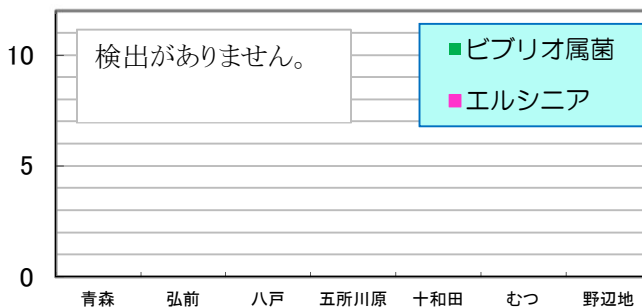 10
検出がありません。
■ビブリオ属菌
■エルシニア
5
0
青森 弘前 八戸 五所川原 十和田 むつ 野辺地